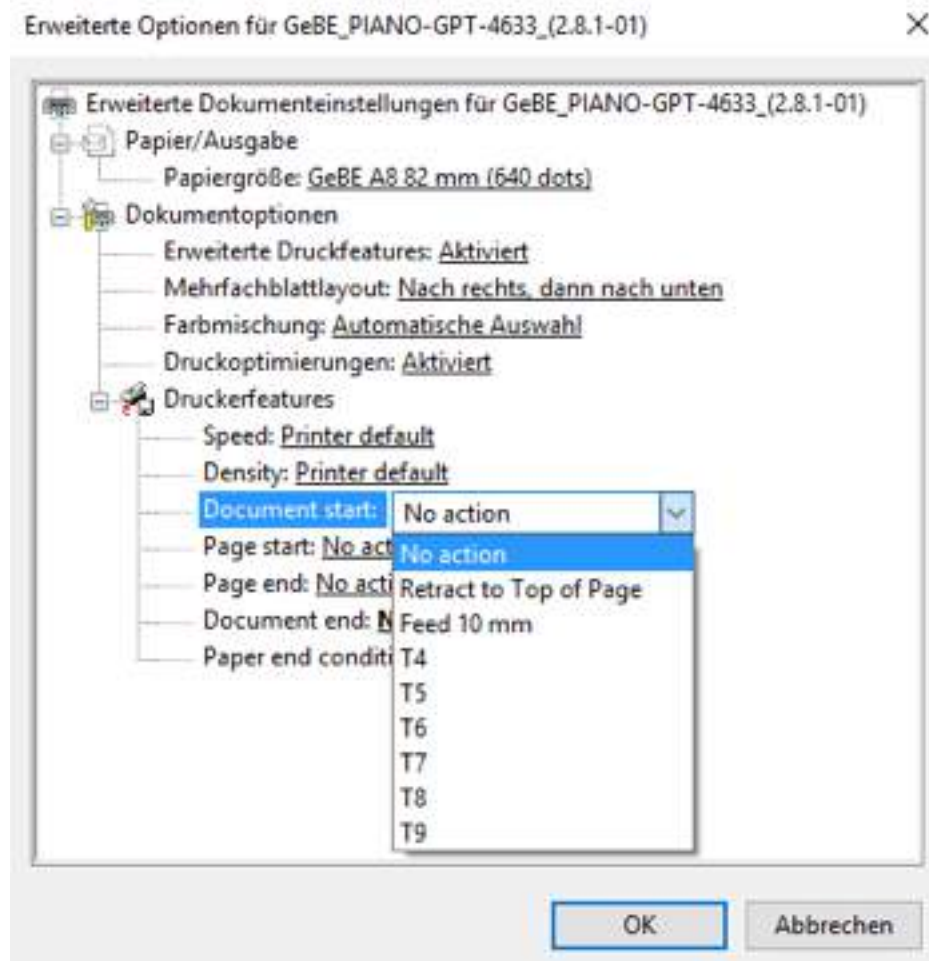 Erweiterte Optionen für GeBE_PIANO-GPT-4633_(2.8.1-01)
Erweiterte Dokumenteinstellungen für GeBE_PIANO-GPT-4633_(2.8.1-01)
Papier/Ausgabe
Papiergröße: GeBE A8 82 mm (640 dots)
Dokumentoptionen
Erweiterte Druckfeatures: Aktiviert
Mehrfachblattlayout: Nach rechts, dann nach unten
Farbmischung: Automatische Auswahl
Druckoptimierungen: Aktiviert
Druckerfeatures
Speed: Printer default
Density: Printer default
Document start: No action
No action
Page start: No act
Retract to Top of Page
Page end: No acti
Feed 10 mm
Document end: N
T4
Paper end conditi
T5
T6
T7
T8
T9
OK Abbrechen